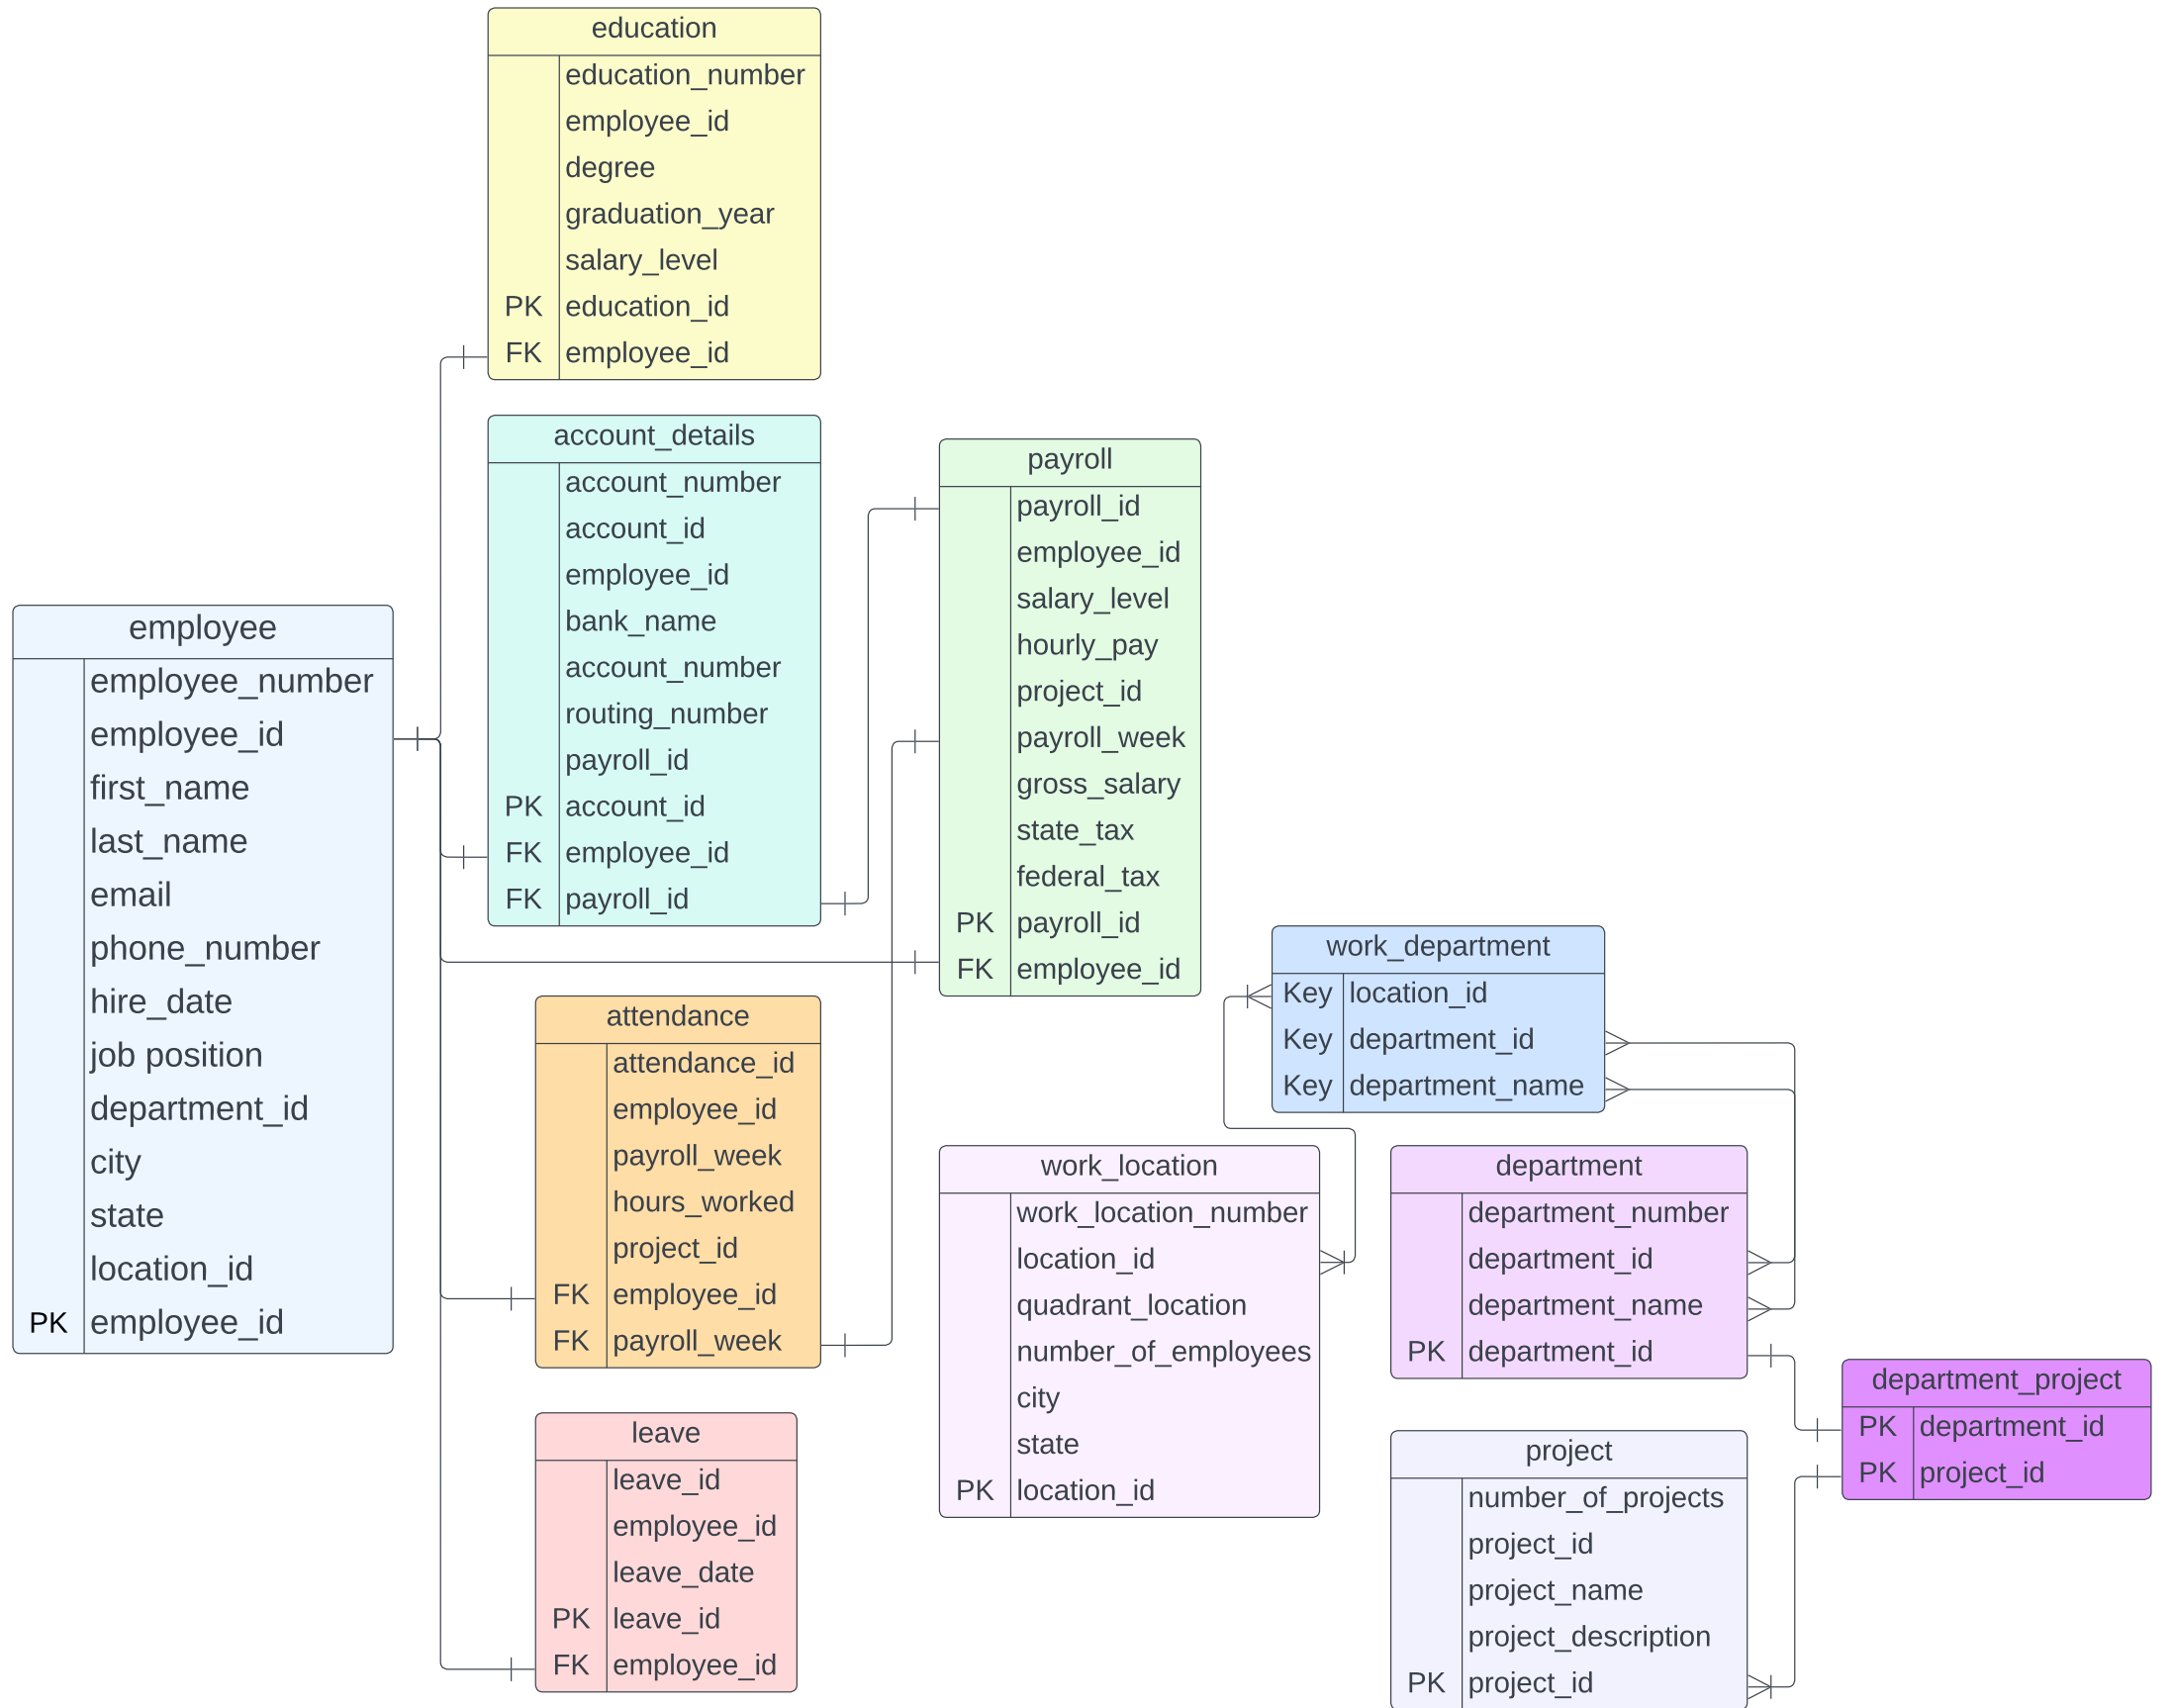 education
education_number
employee_id
degree
graduation_year
salary_level
PK education_id
FK employee_id
account_details
account_number
account_id
employee_id
bank_name
account_number
routing_number
payroll_id
PK account_id
FK employee_id
FK payroll_id
payroll
payroll_id
employee_id
salary_level
hourly_pay
project_id
payroll_week
gross_salary
state_tax
federal_tax
PK payroll_id
FK employee_id
employee
employee_number
employee_id
first_name
last_name
email
phone_number
hire_date
job position
department_id
city
state
location_id
PK employee_id
attendance
attendance_id
employee_id
payroll_week
hours_worked
project_id
FK employee_id
FK payroll_week
leave
leave_id
employee_id
leave_date
PK leave_id
FK employee_id
work_department
Key location_id
Key department_id
Key department_name
work_location
work_location_number
location_id
quadrant_location
number_of_employees
city
state
PK location_id
department
department_number
department_id
department_name
PK department_id
department_project
PK department_id
PK project_id
project
number_of_projects
project_id
project_name
project_description
PK project_id